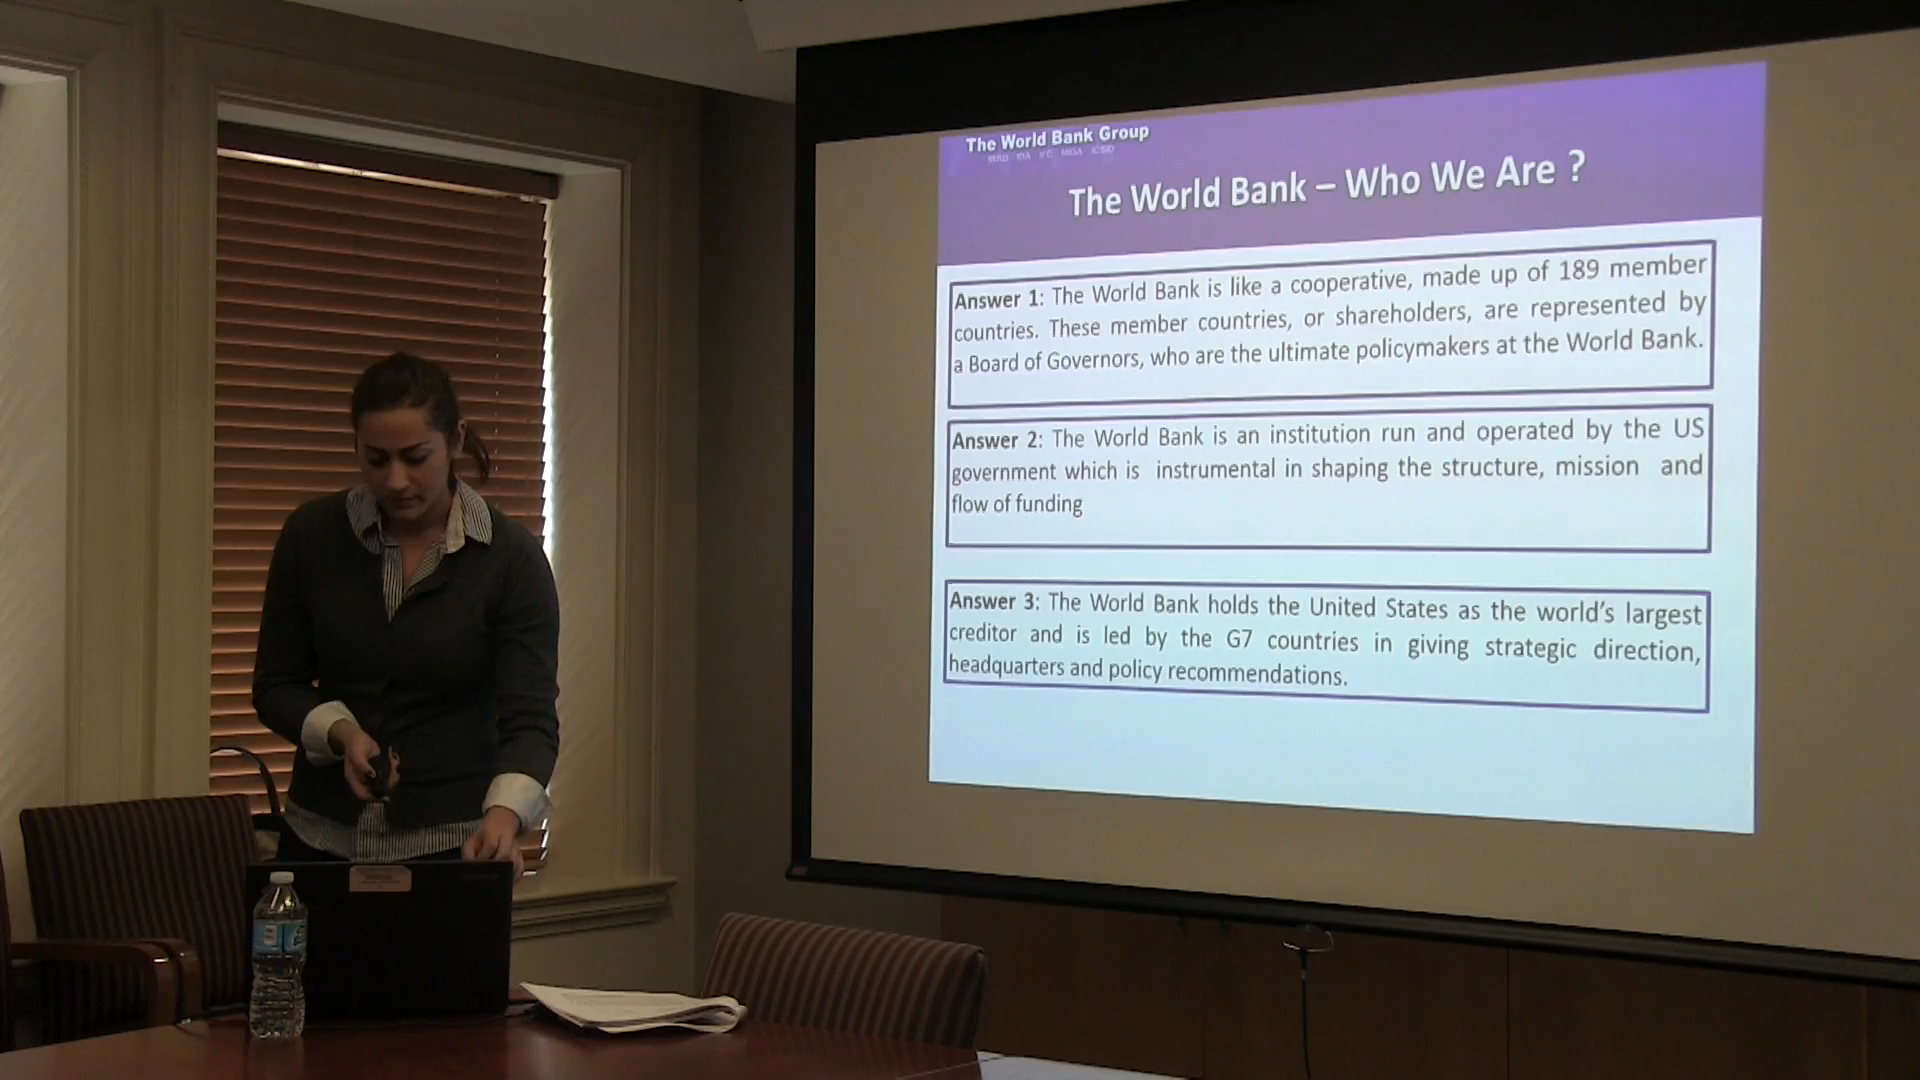 The World Bank Group
IBRD IDA IFC MIGA ICSID
The World Bank – Who We Are ?
Answer 1: The World Bank is like a cooperative, made up of 189 member
countries. These member countries, or shareholders, are represented by
a Board of Governors, who are the ultimate policymakers at the World Bank.
Answer 2: The World Bank is an institution run and operated by the US
government which is instrumental in shaping the structure, mission and
flow of funding
Answer 3: The World Bank holds the United States as the world's largest
creditor and is led by the G7 countries in giving strategic direction,
headquarters and policy recommendations.